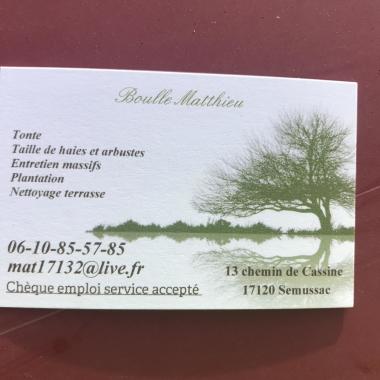 Boulle Matthieu
Tonte
Taille de haies et arbustes
Entretien massifs
Plantation
Nettoyage terrasse
06-10-85-57-85
mat17132@live.fr
Chèque emploi service accepté
13 chemin de Cassine
17120 Semussac